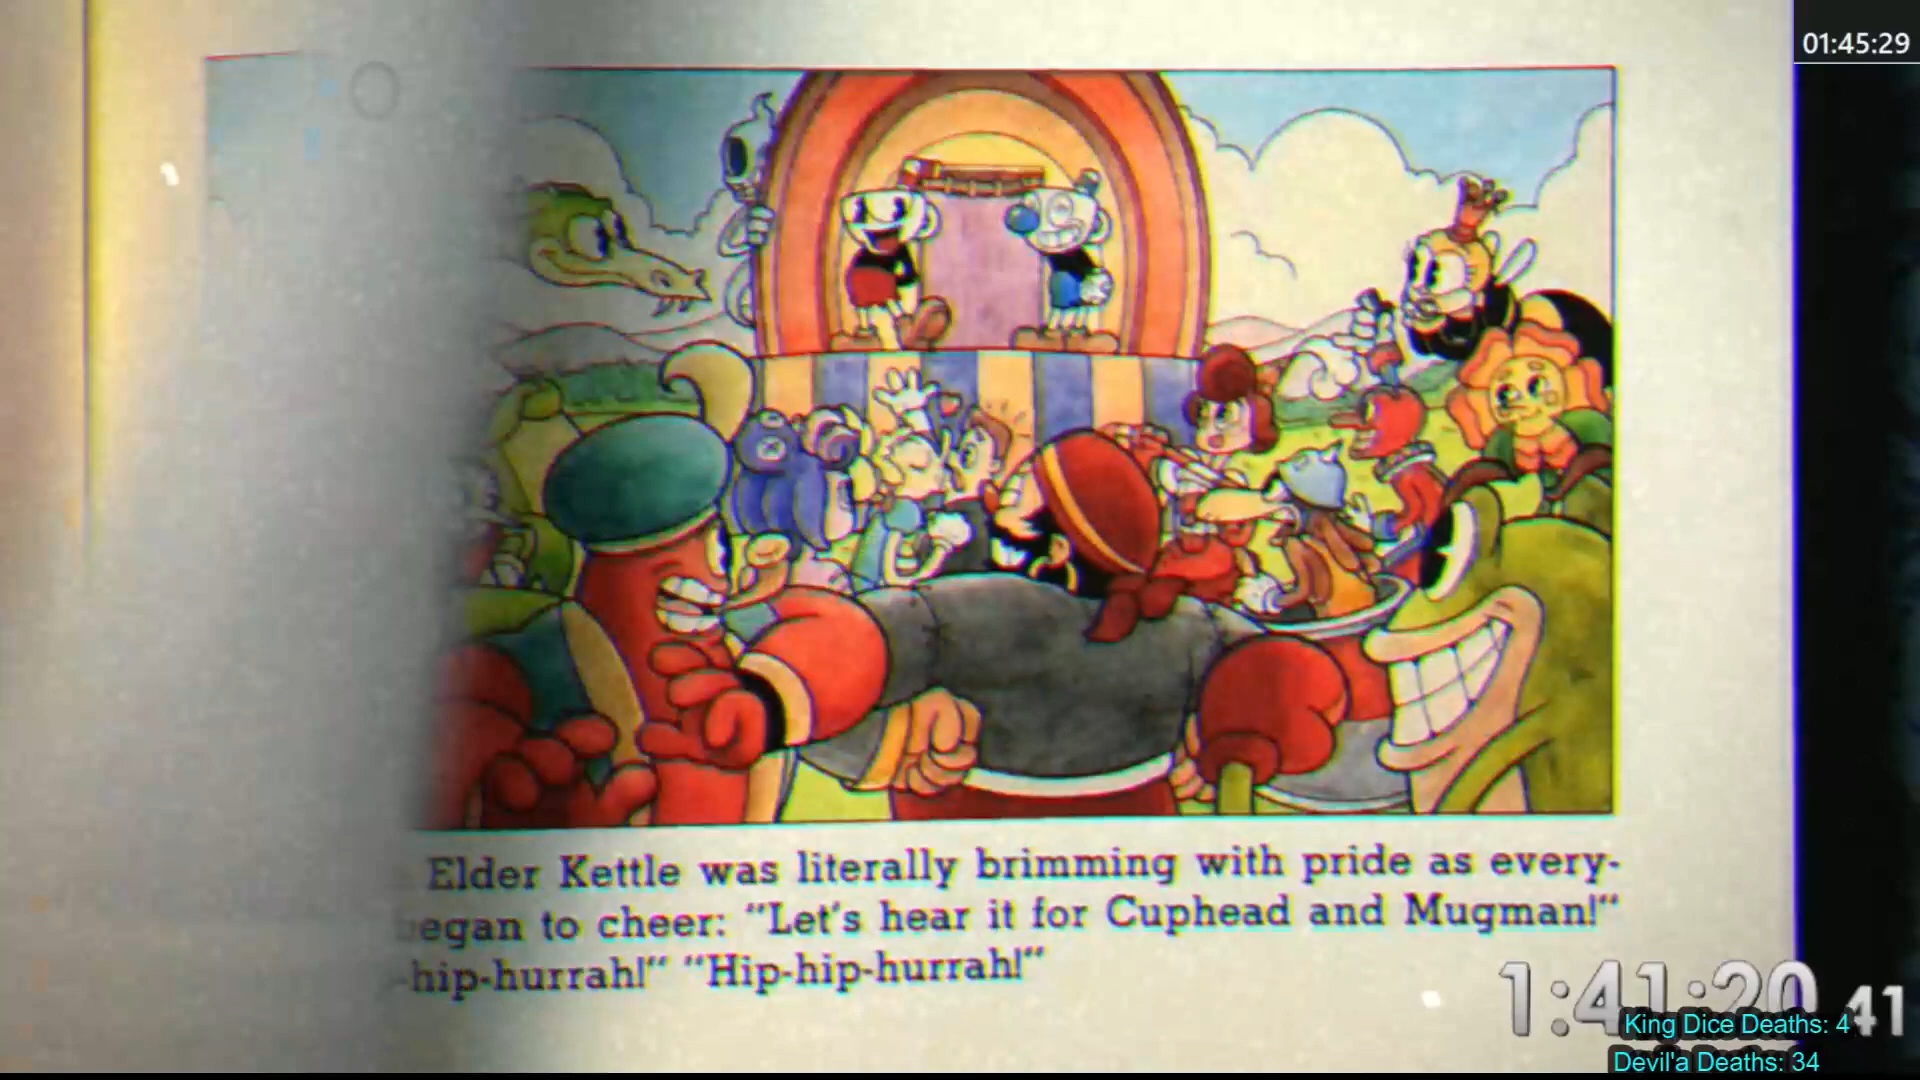 01:45:29
Elder Kettle was literally brimming with pride as every-
egan to cheer: “Let's hear it for Cuphead and Mugman!“
-hip-hurrah!“ “Hip-hip-hurrah!“
1:41:20.41
King Dice Deaths: 4
Devil'a Deaths: 34